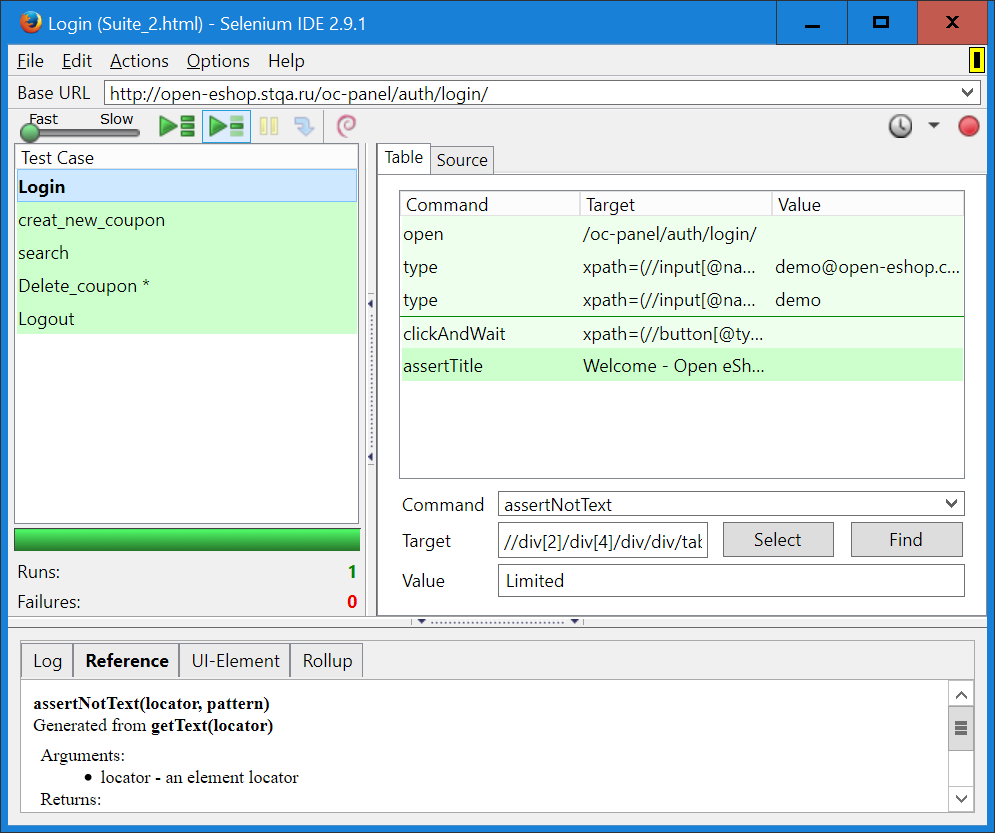 Login (Suite_2.html) - Selenium IDE 2.9.1
File Edit Actions Options Help
Base URL http://open-eshop.stqa.ru/oc-panel/auth/login/
Fast Slow
Test Case
Login
creat_new_coupon
search
Delete_coupon *
Logout
Runs: 1
Failures: 0
Table Source
Command Target Value
open /oc-panel/auth/login/
type xpath=(//input[@na... demo@open-eshop.c...
type xpath=(//input[@na... demo
clickAndWait xpath=(//button[@ty...
assertTitle Welcome - Open eSh...
Command assertNotText
Target //div[2]/div[4]/div/div/tab Select Find
Value Limited
Log Reference UI-Element Rollup
assertNotText(locator, pattern)
Generated from getText(locator)
Arguments:
• locator - an element locator
Returns: